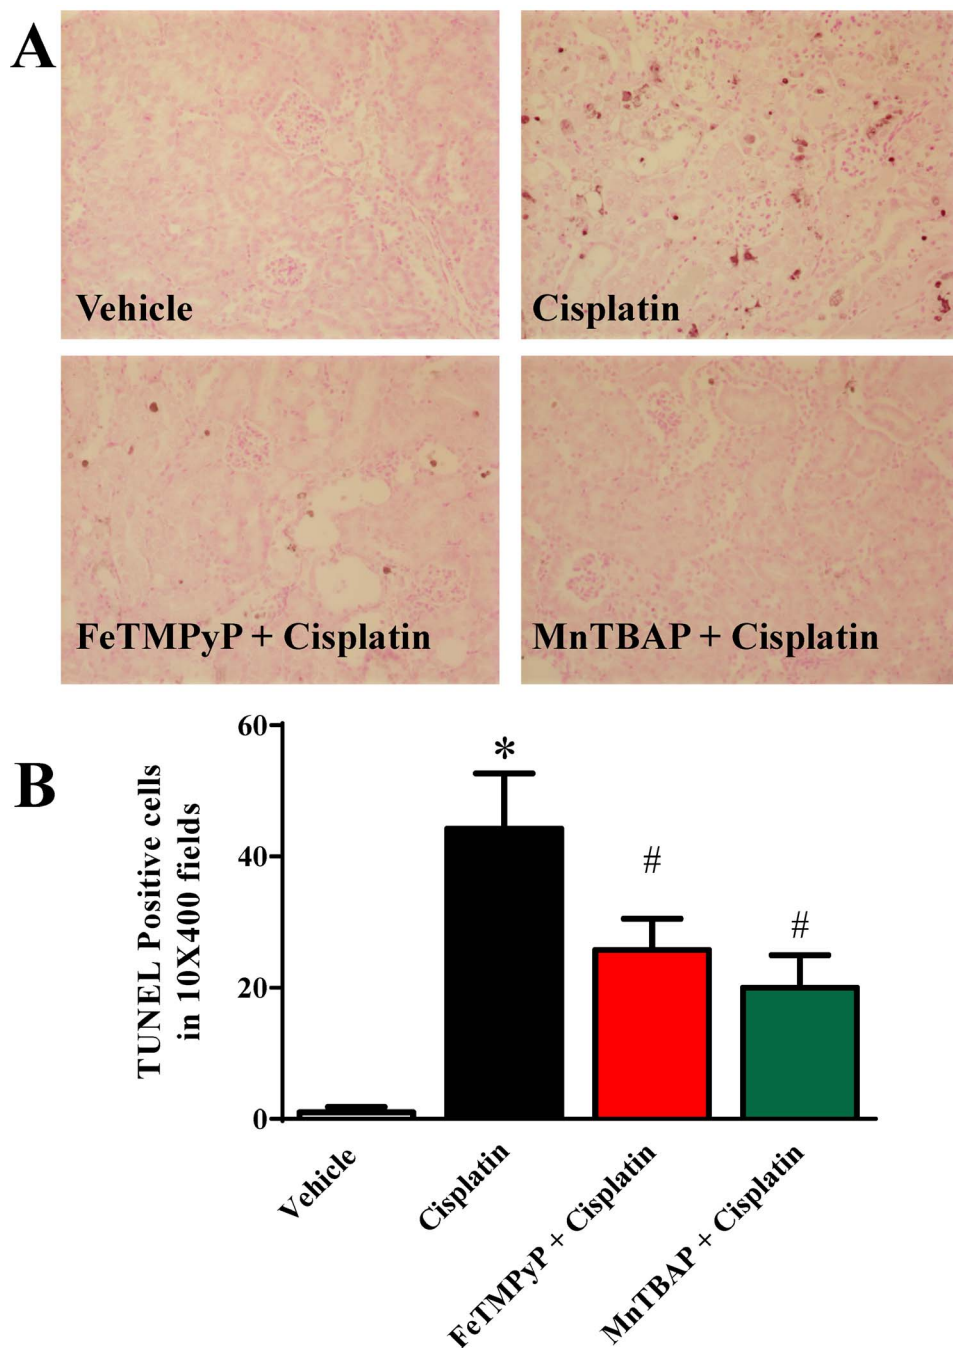 A
Vehicle
Cisplatin
FeTMPyP + Cisplatin
MnTBAP + Cisplatin
B
TUNEL Positive cells
in 10X400 fields
60
40
20
0
*
#
#
Vehicle
Cisplatin
FeTMPyP + Cisplatin
MnTBAP + Cisplatin